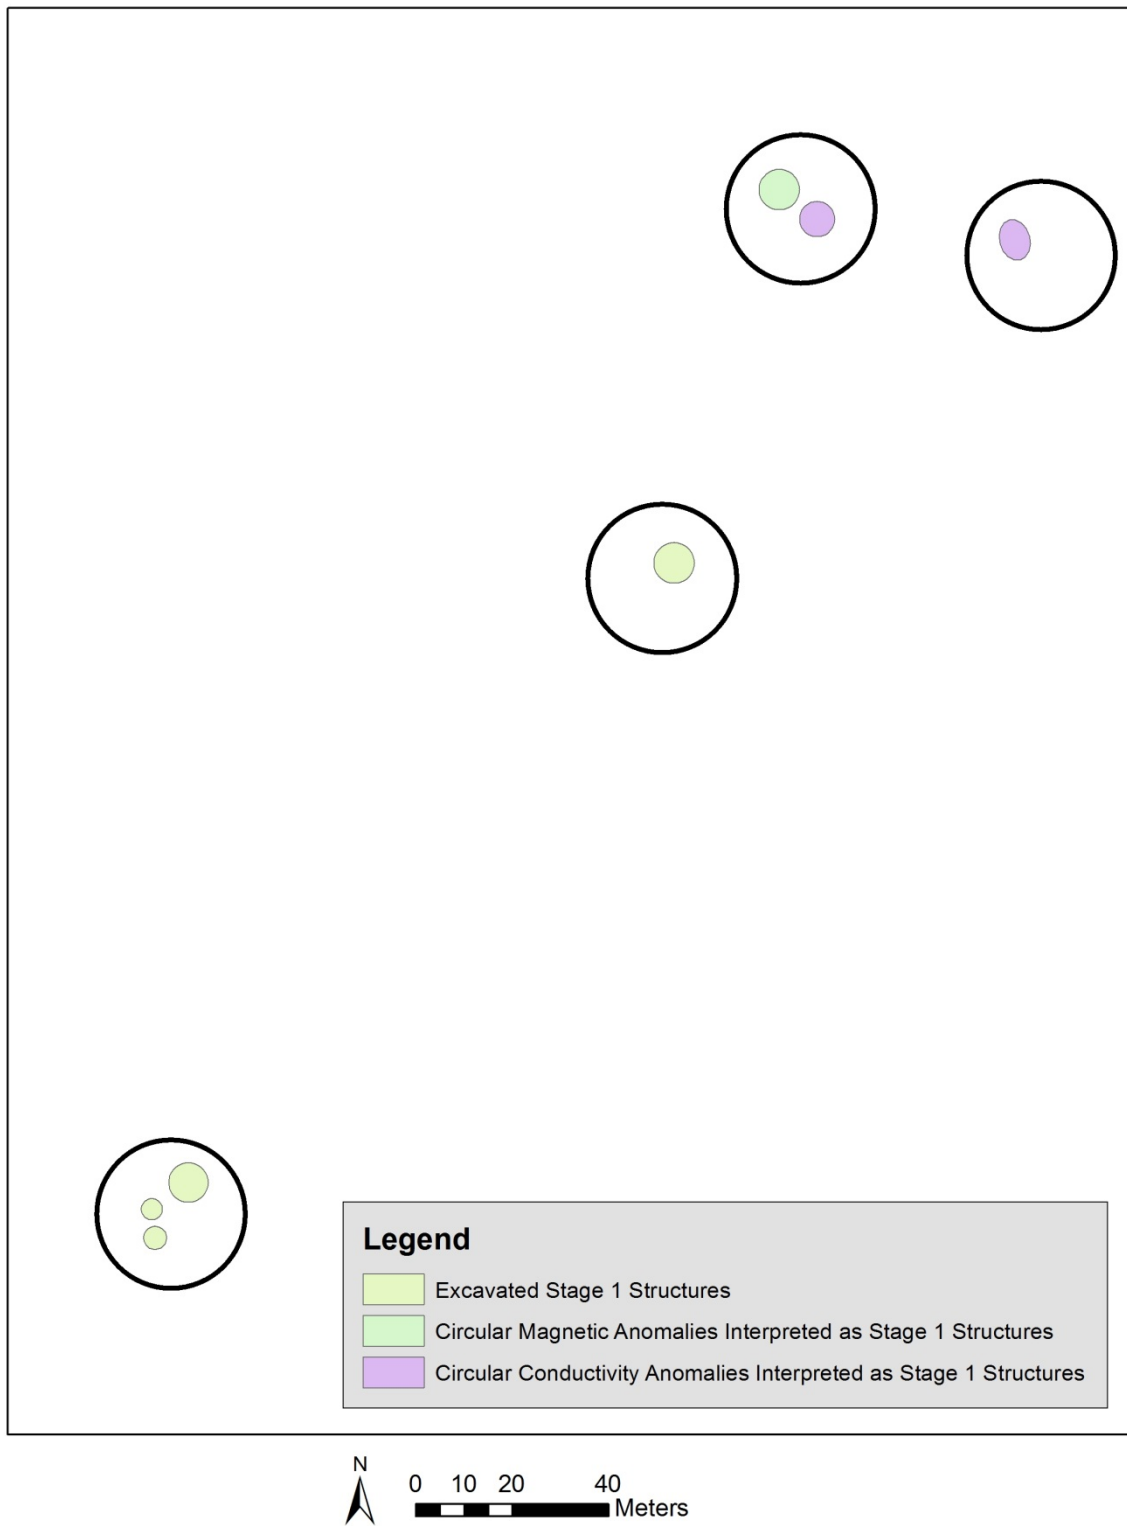 Legend
Excavated Stage 1 Structures
Circular Magnetic Anomalies Interpreted as Stage 1 Structures
Circular Conductivity Anomalies Interpreted as Stage 1 Structures
N
0 10 20 40
Meters